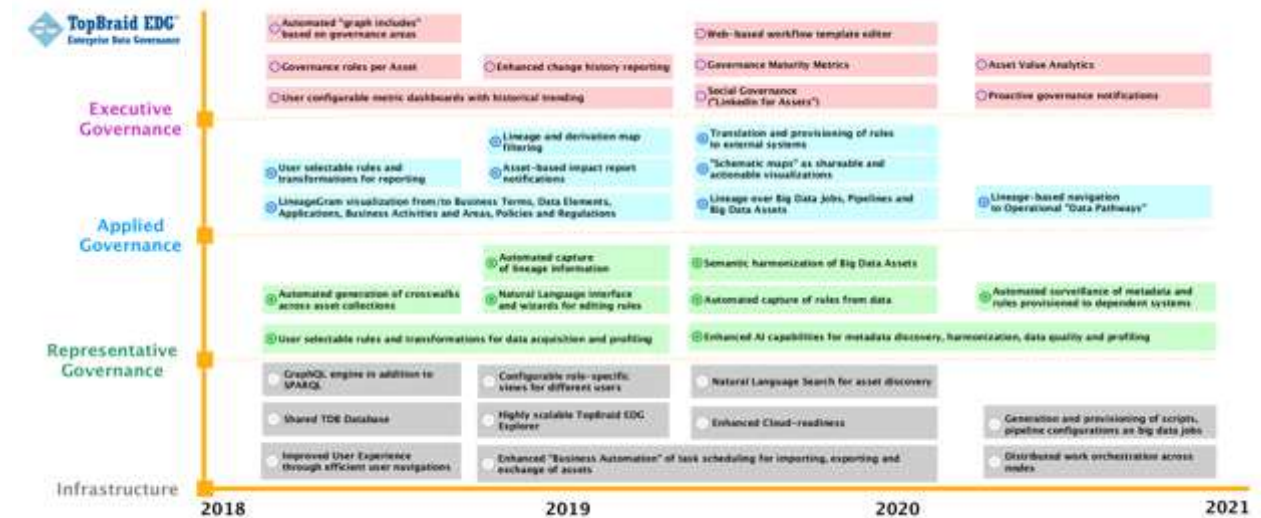 TopBraid EDG
Enterprise Data Governance
Automated "graph includes"
based on governance areas
Web-based workflow template editor
Governance roles per Asset
Enhanced change history reporting
Governance Maturity Metrics
Asset Value Analytics
User configurable metric dashboards with historical trending
Social Governance
("LinkedIn for Assets")
Proactive governance notifications
Executive
Governance
Lineage and derivation map
filtering
Translation and provisioning of rules
to external systems
User selectable rules and
transformations for reporting
Asset-based impact report
notifications
"Schematic maps" as shareable and
actionable visualizations
LineageGram visualization from/to Business Terms, Data Elements,
Applications, Business Activities and Areas, Policies and Regulations
Lineage over Big Data Jobs, Pipelines and
Big Data Assets
Lineage-based navigation
to Operational "Data Pathways"
Applied
Governance
Automated capture
of lineage information
Semantic harmonization of Big Data Assets
Automated generation of crosswalks
across asset collections
Natural Language interface
and wizards for editing rules
Automated capture of rules from data
Automated surveillance of metadata and
rules provisioned to dependent systems
User selectable rules and transformations for data acquisition and profiling
Enhanced AI capabilities for metadata discovery, harmonization, data quality and profiling
Representative
Governance
GraphQL engine in addition to
SPARQL
Configurable role-specific
views for different users
Natural Language Search for asset discovery
Shared TDB Database
Highly scalable TopBraid EDG
Explorer
Enhanced Cloud-readiness
Generation and provisioning of scripts,
pipeline configurations on big data jobs
Improved User Experience
through efficient user navigations
Enhanced "Business Automation" of task scheduling for importing, exporting and
exchange of assets
Distributed work orchestration across
nodes
Infrastructure
2018
2019
2020
2021